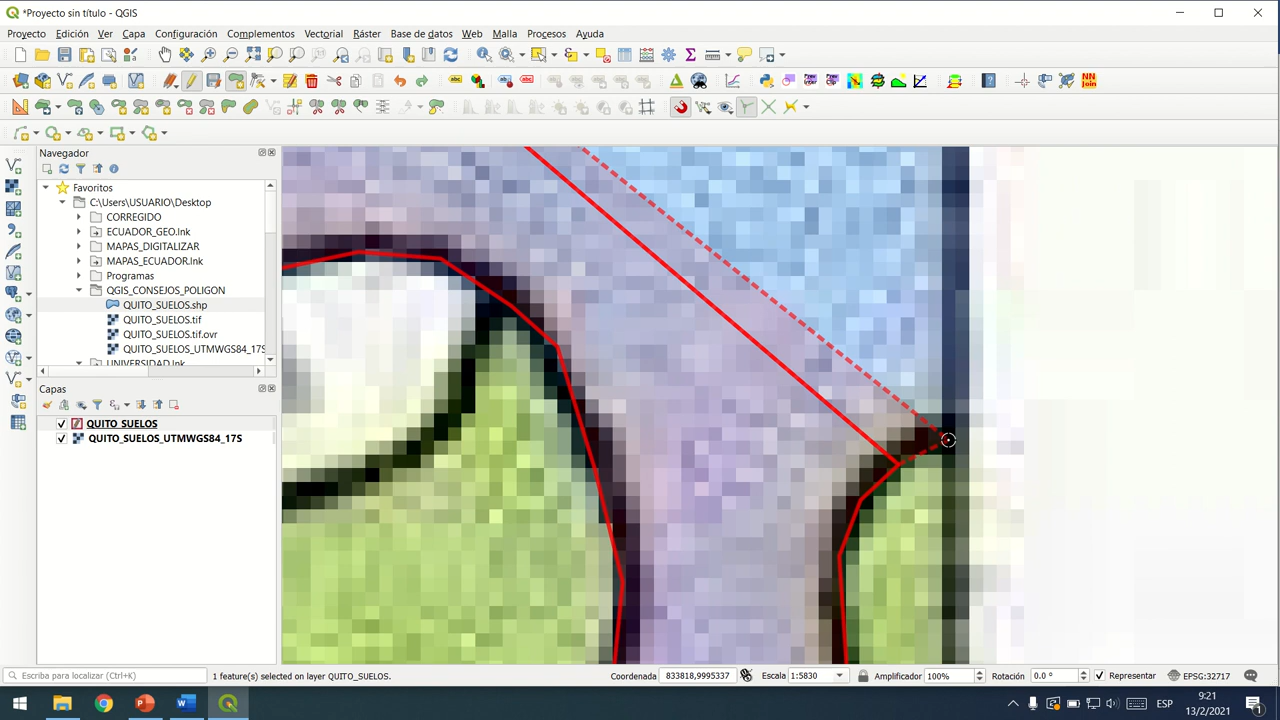 *Proyecto sin título - QGIS
Proyecto Edición Ver Capa Configuración Complementos Vectorial Ráster Base de datos Web Malla Procesos Ayuda
Navegador
Favoritos
C:\Users\USUARIO\Desktop
CORREGIDO
ECUADOR_GEO.lnk
MAPAS_DIGITALIZAR
MAPAS_ECUADOR.lnk
Programas
QGIS_CONSEJOS_POLIGON
QUITO_SUELOS.shp
QUITO_SUELOS.tif
QUITO_SUELOS.tif.ovr
QUITO_SUELOS_UTMWGS84_17S
UNIVERSIDAD.lnk
Capas
QUITO_SUELOS
QUITO_SUELOS_UTMWGS84_17S
Escriba para localizar (Ctrl+K) 1 feature(s) selected on layer QUITO_SUELOS. Coordenada 833818,9995337 Escala 1:5830 Amplificador 100% Rotación 0.0 ° Representar EPSG:32717
ESP
9:21
13/2/2021
1